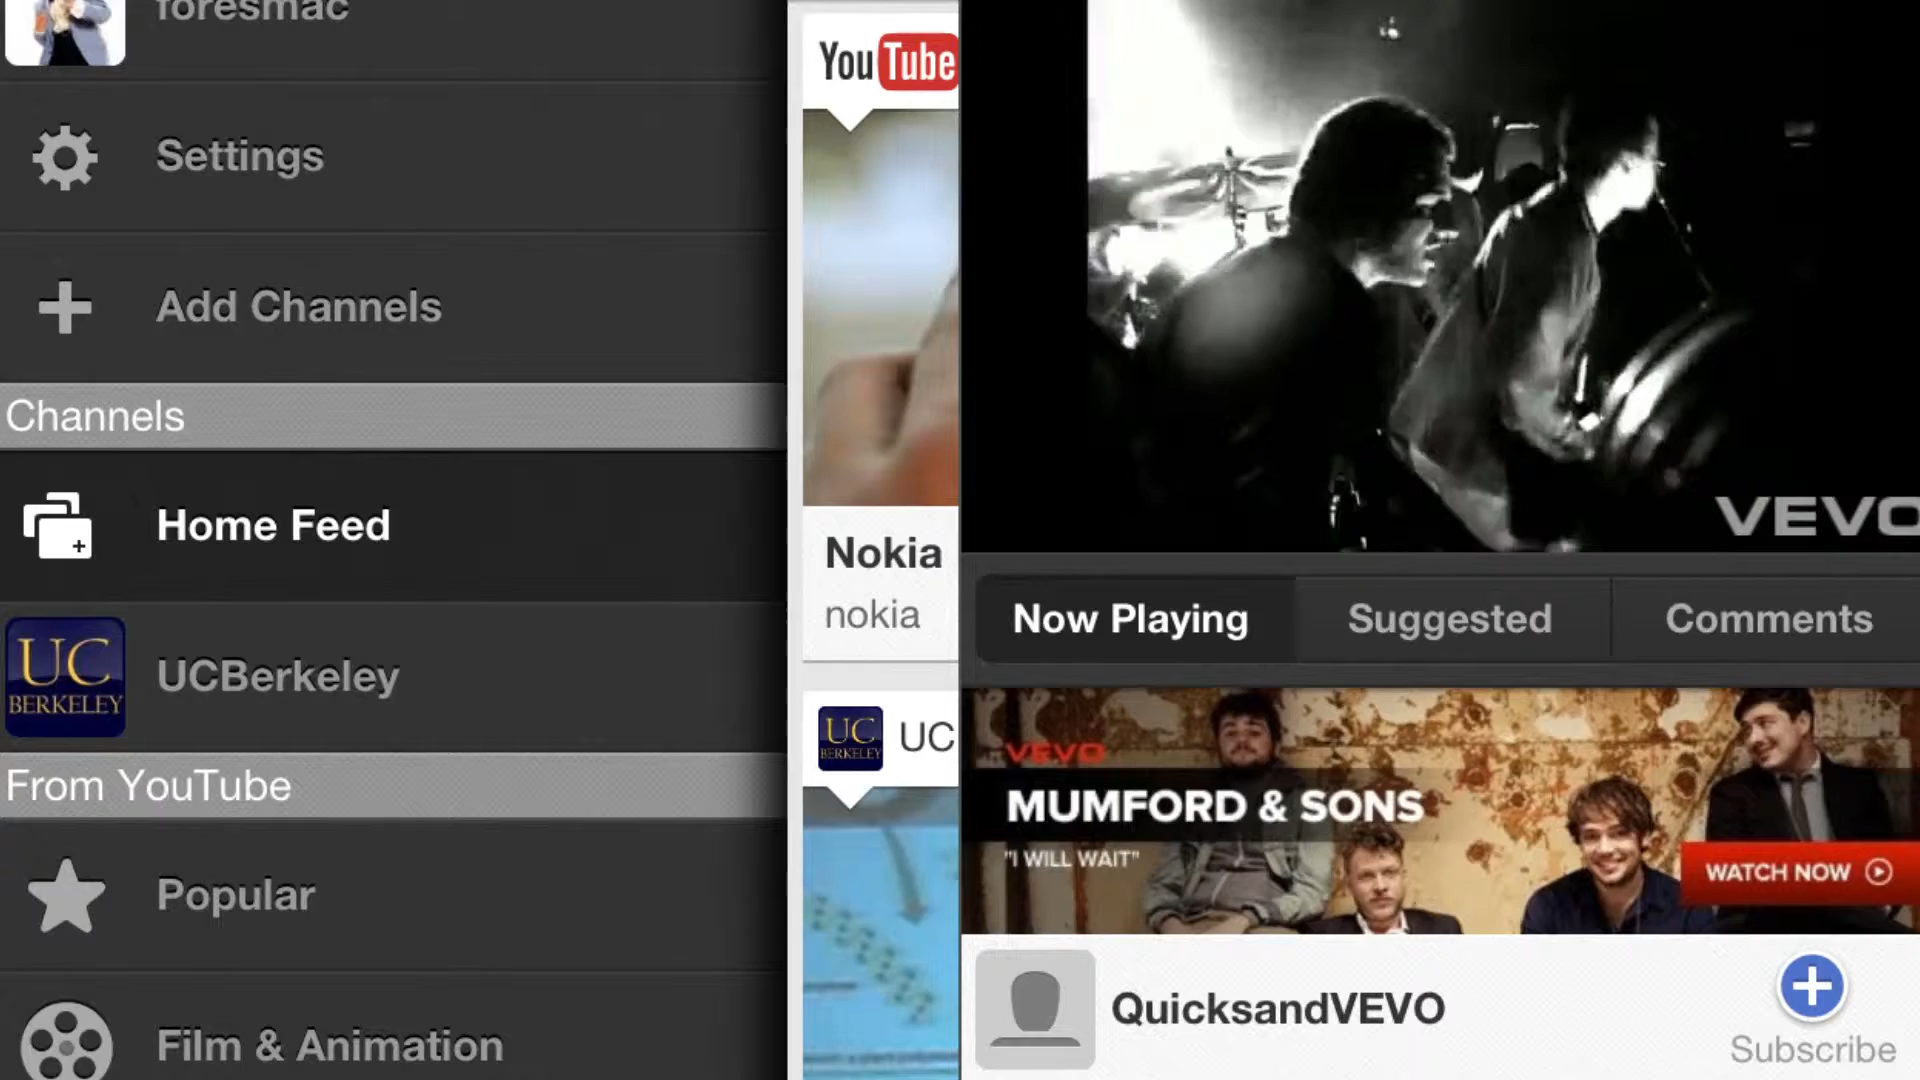 foresmac
Settings
Add Channels
Channels
Home Feed
UC
BERKELEY
UCBerkeley
From YouTube
Popular
Film & Animation
YouTube
Nokia
nokia
UC
BERKELEY
UC
VEVO
Now Playing
Suggested
Comments
VEVO
MUMFORD & SONS
"I WILL WAIT"
WATCH NOW
QuicksandVEVO
Subscribe